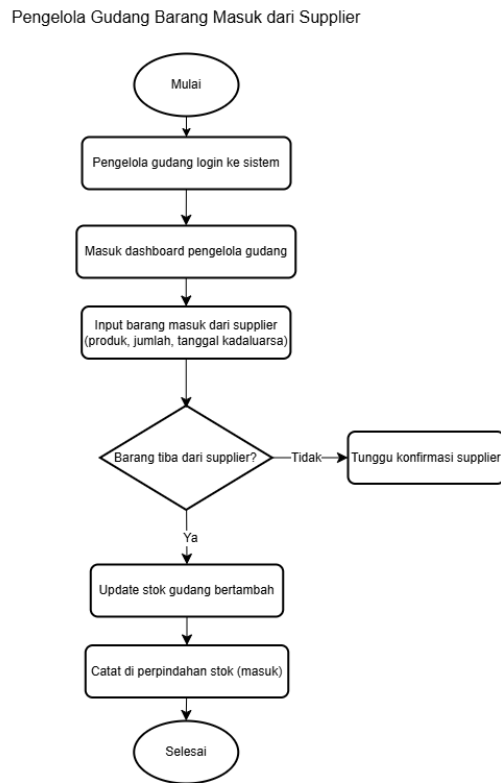 Pengelola Gudang Barang Masuk dari Supplier
Mulai
Pengelola gudang login ke sistem
Masuk dashboard pengelola gudang
Input barang masuk dari supplier
(produk, jumlah, tanggal kadaluarsa)
Barang tiba dari supplier?
Tidak
Tunggu konfirmasi supplier
Ya
Update stok gudang bertambah
Catat di perpindahan stok (masuk)
Selesai